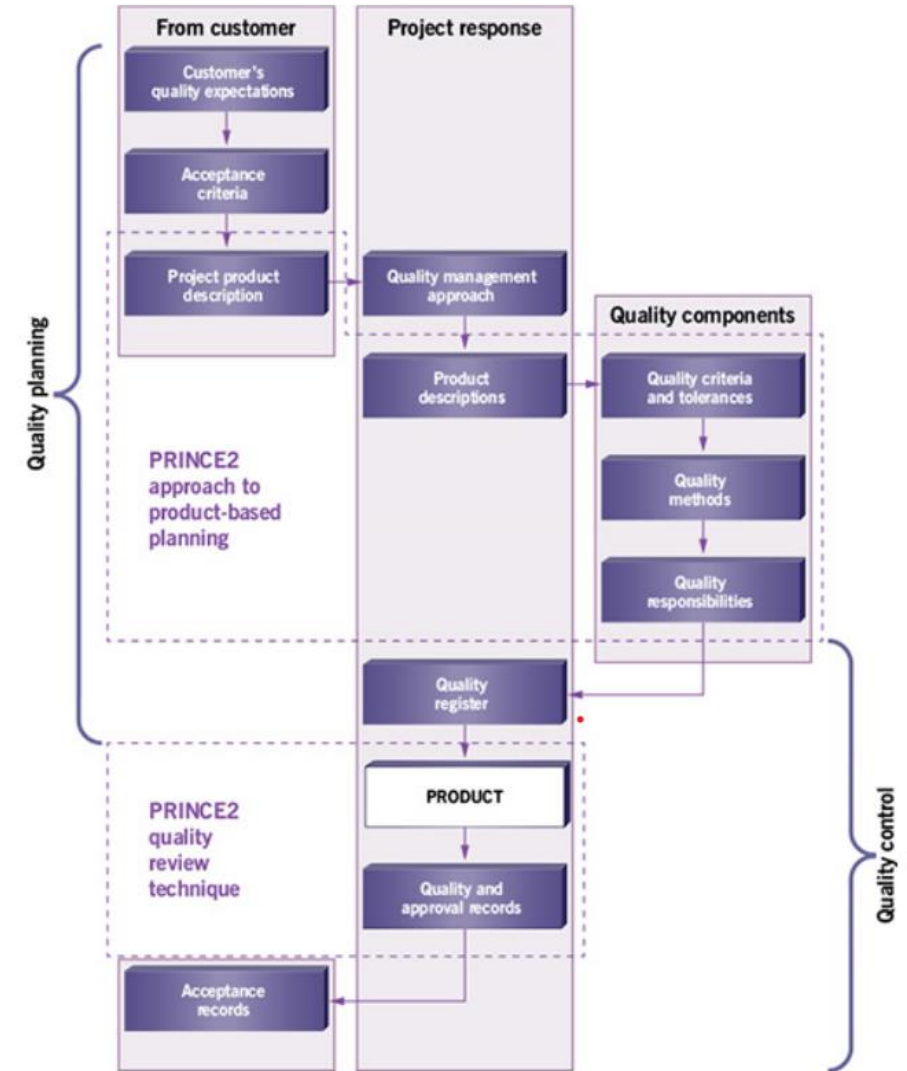 From customer
Project response
Customer's
quality expectations
Acceptance
criteria
Project product
description
Quality management
approach
Quality components
Product
descriptions
Quality criteria
and tolerances
Quality planning
PRINCE2
approach to
product-based
planning
Quality
methods
Quality
responsibilities
Quality
register
PRODUCT
PRINCE2
quality
review
technique
Quality and
approval records
Quality control
Acceptance
records